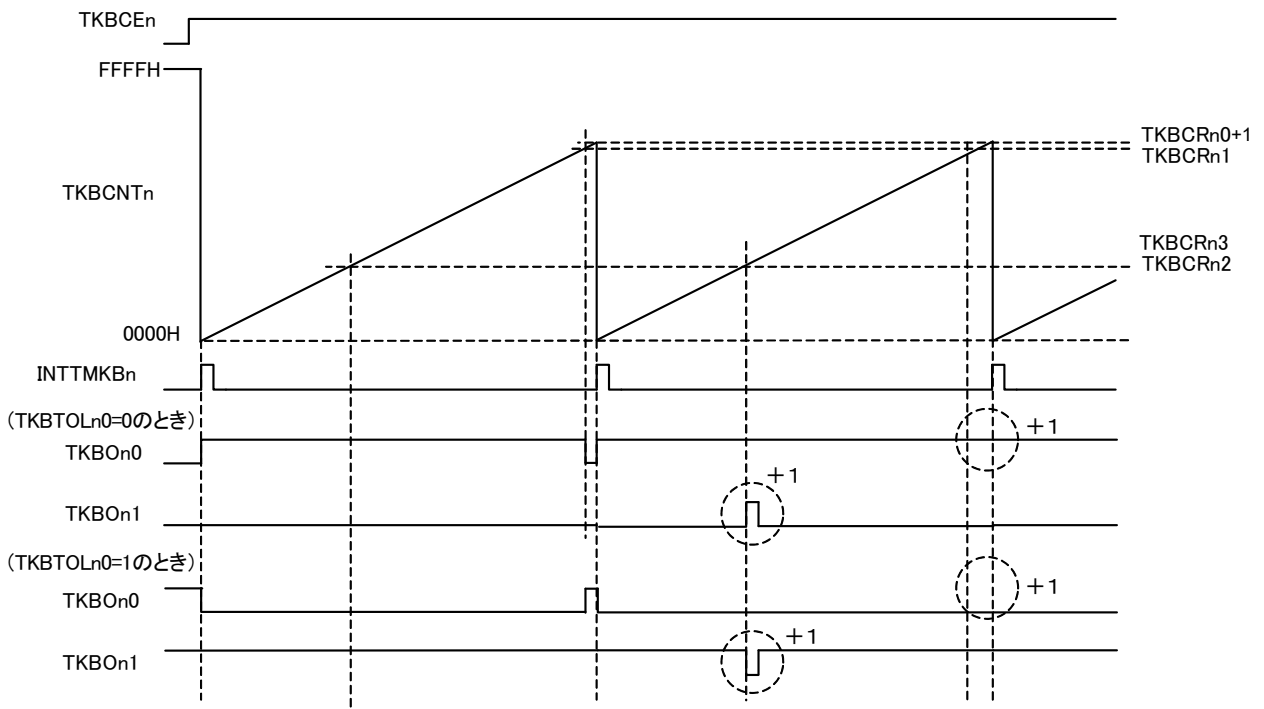 TKBCEn
FFFFH
TKBCRn0+1
TKBCRn1
TKBCNTn
TKBCRn3
TKBCRn2
0000H
INTTMKBn
(TKBTOLn0=0のとき)
+1
TKBOn0
+1
TKBOn1
(TKBTOLn0=1のとき)
+1
TKBOn0
+1
TKBOn1